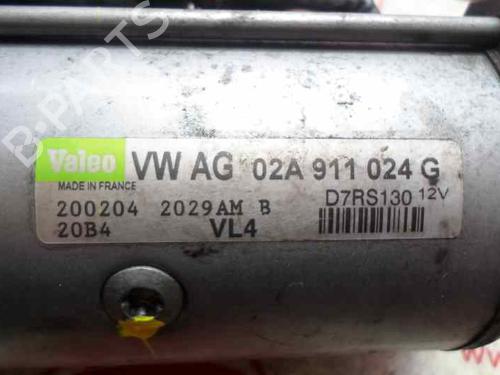 B-PARTS
Valeo VW AG 02A 911 024 G
MADE IN FRANCE D7RS130 12V
200204 2029AM B
20B4 VL4